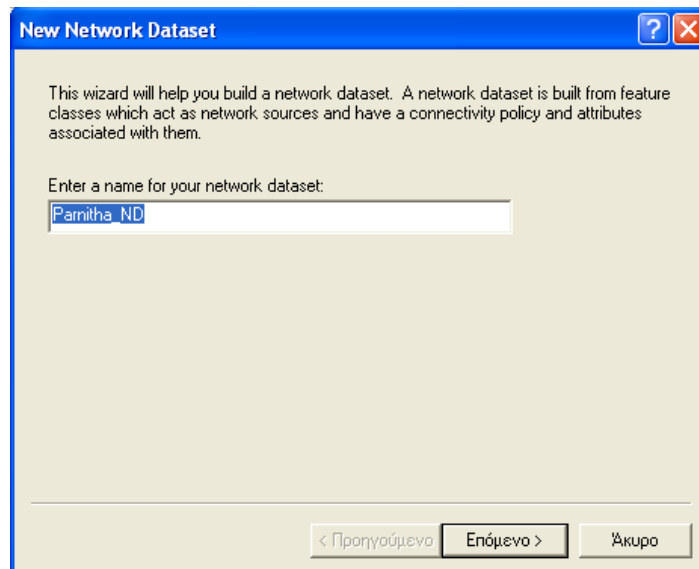 New Network Dataset
This wizard will help you build a network dataset. A network dataset is built from feature
classes which act as network sources and have a connectivity policy and attributes
associated with them.
Enter a name for your network dataset:
Parnitha_ND
< Προηγούμενο Επόμενο > Άκυρο